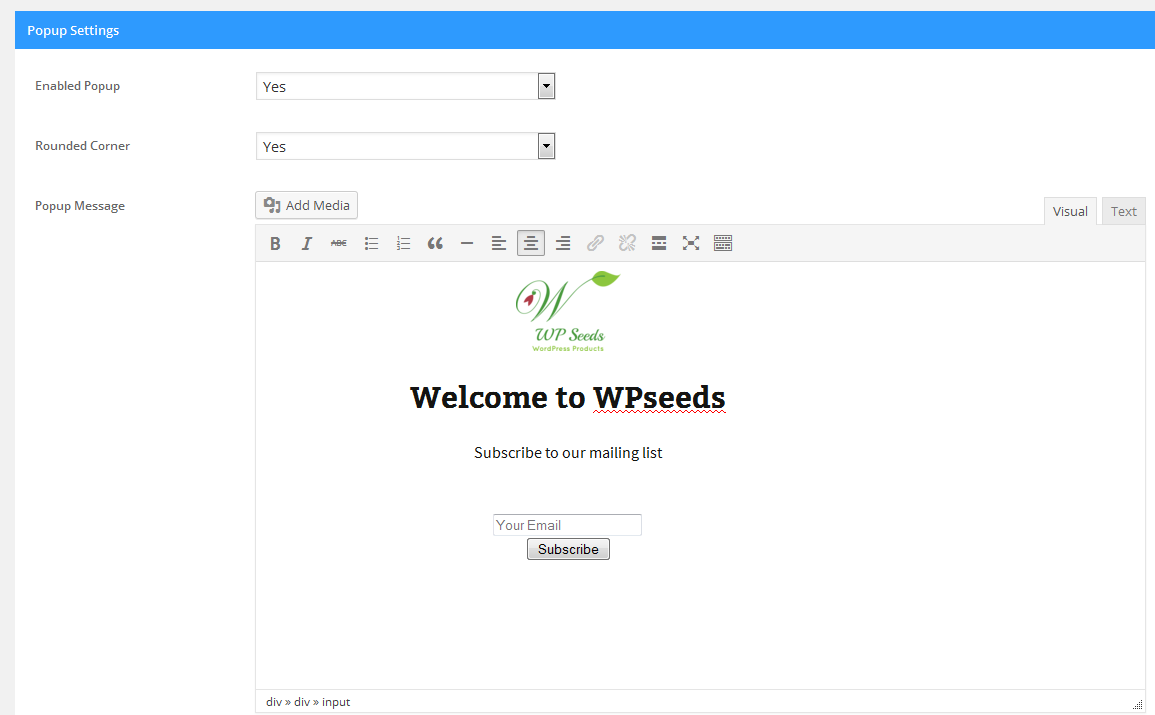 Popup Settings
Enabled Popup
Yes
Rounded Corner
Yes
Popup Message
Add Media
Visual
Text
B I ABC
W
WP Seeds
WordPress Products
Welcome to WPseeds
Subscribe to our mailing list
Your Email
Subscribe
div » div » input